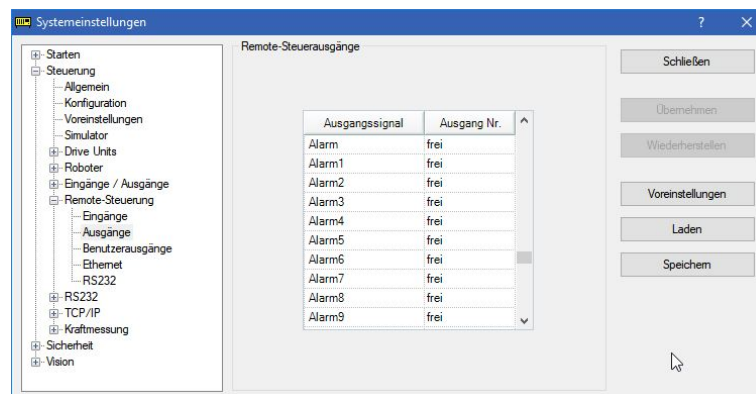 Systemeinstellungen
? ×
Starten
Steuerung
Allgemein
Konfiguration
Voreinstellungen
Simulator
Drive Units
Roboter
Eingänge / Ausgänge
Remote-Steuerung
Eingänge
Ausgänge
Benutzerausgänge
Ethernet
RS232
RS232
TCP/IP
Kraftmessung
Sicherheit
Vision
Remote-Steuerausgänge
Ausgangssignal Ausgang Nr.
Alarm frei
Alarm1 frei
Alarm2 frei
Alarm3 frei
Alarm4 frei
Alarm5 frei
Alarm6 frei
Alarm7 frei
Alarm8 frei
Alarm9 frei
Schließen
Übernehmen
Wiederherstellen
Voreinstellungen
Laden
Speichern